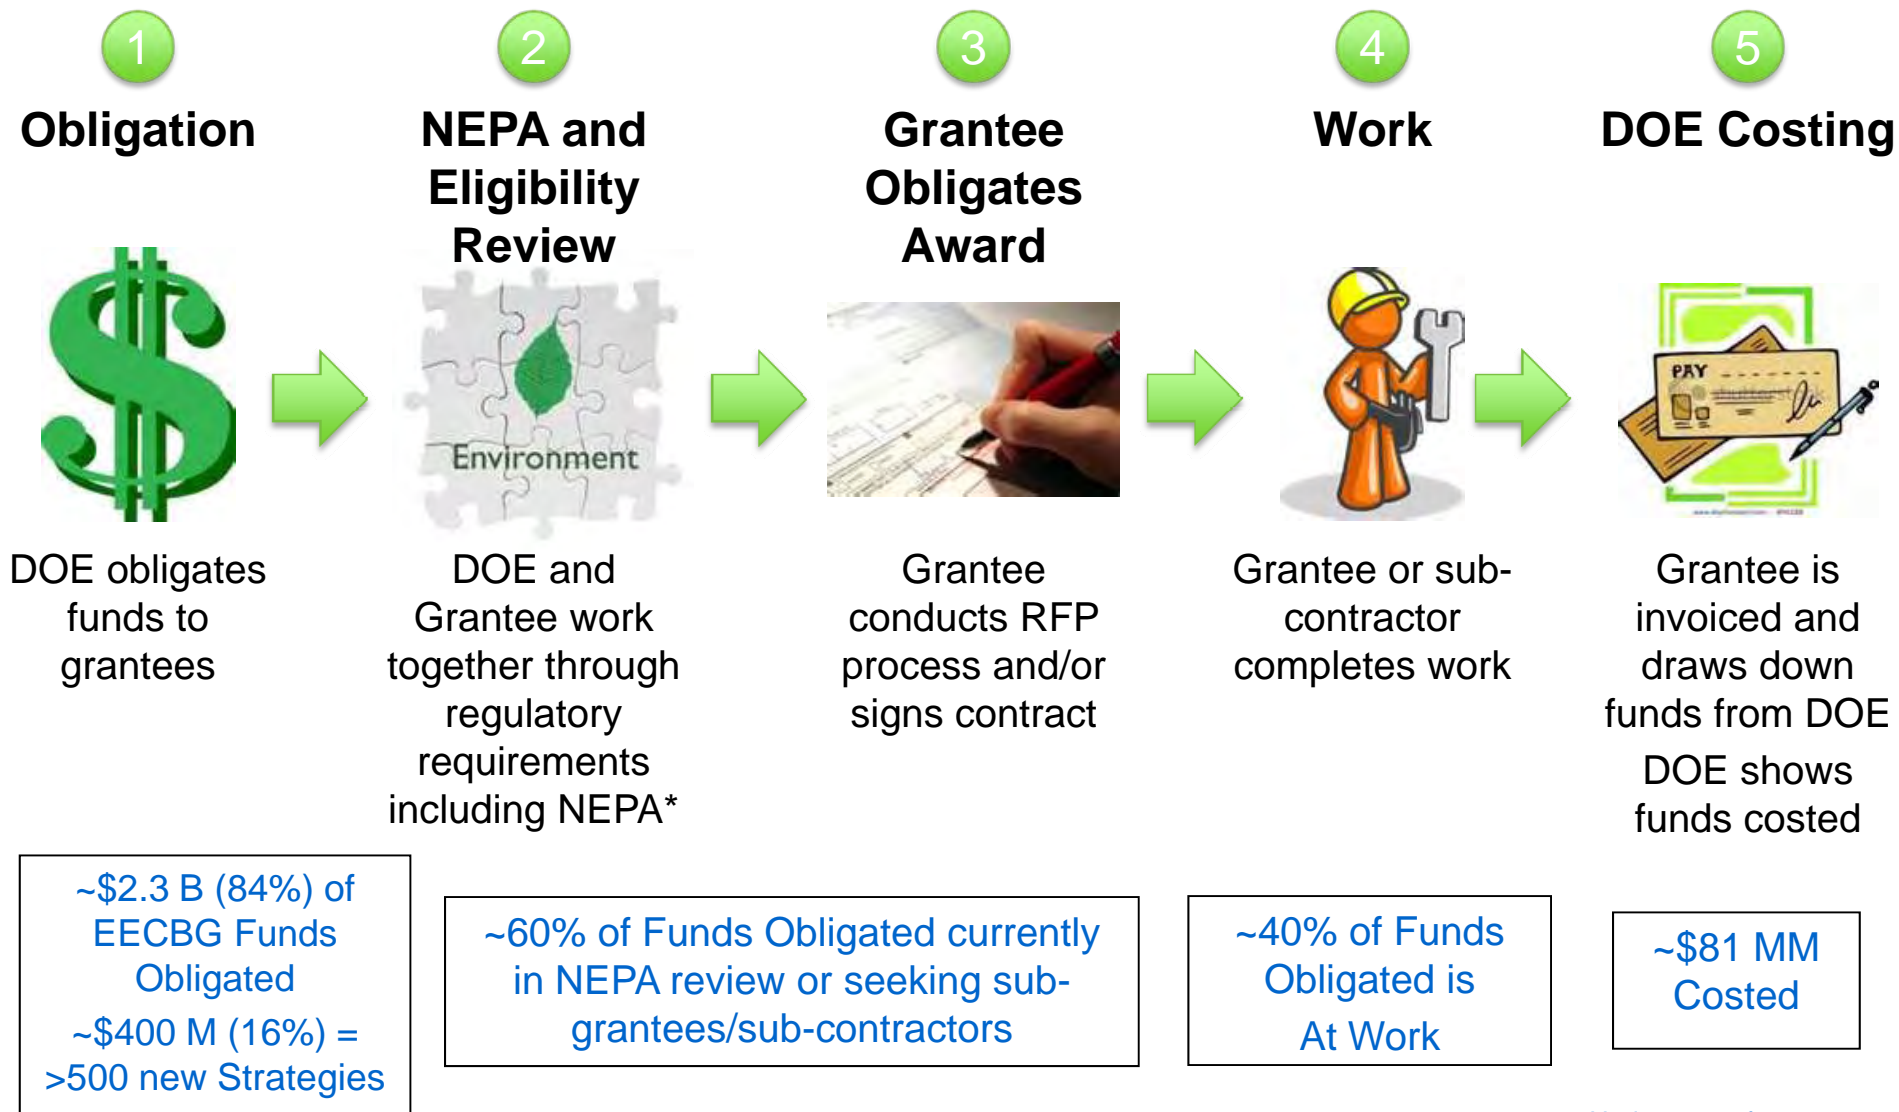 1
2
3
4
5
Obligation
NEPA and
Eligibility
Review
Grantee
Obligates
Award
Work
DOE Costing
Environment
PAY
DOE obligates
funds to
grantees
DOE and
Grantee work
together through
regulatory
requirements
including NEPA*
Grantee
conducts RFP
process and/or
signs contract
Grantee or sub-
contractor
completes work
Grantee is
invoiced and
draws down
funds from DOE
DOE shows
funds costed
~$2.3 B (84%) of
EECBG Funds
Obligated
~$400 M (16%) =
>500 new Strategies
~60% of Funds Obligated currently
in NEPA review or seeking sub-
grantees/sub-contractors
~40% of Funds
Obligated is
At Work
~$81 MM
Costed